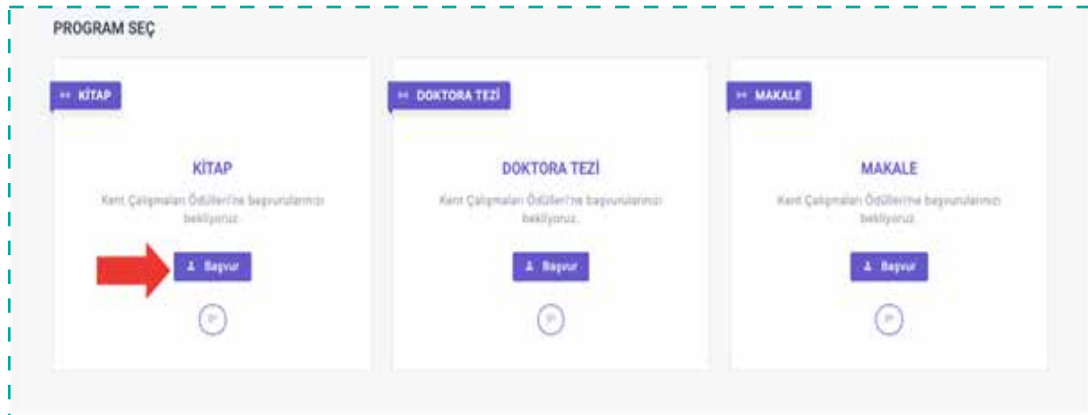 PROGRAM SEÇ
KİTAP
KİTAP
Kent Çalışmaları Ödülleri'ne başvurularınızı
bekliyoruz.
Başvur
DOKTORA TEZİ
DOKTORA TEZİ
Kent Çalışmaları Ödülleri'ne başvurularınızı
bekliyoruz.
Başvur
MAKALE
MAKALE
Kent Çalışmaları Ödülleri'ne başvurularınızı
bekliyoruz.
Başvur